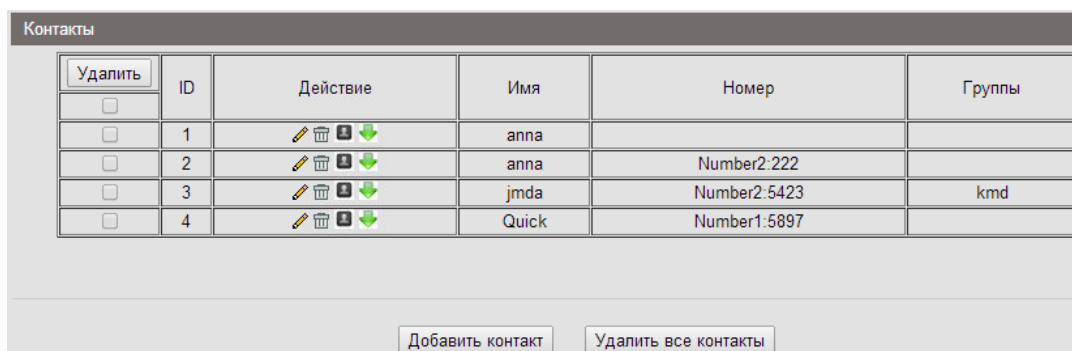 Контакты
Удалить ID Действие Имя Номер Группы
1 anna
2 anna Number2:222
3 jmda Number2:5423 kmd
4 Quick Number1:5897
Добавить контакт Удалить все контакты